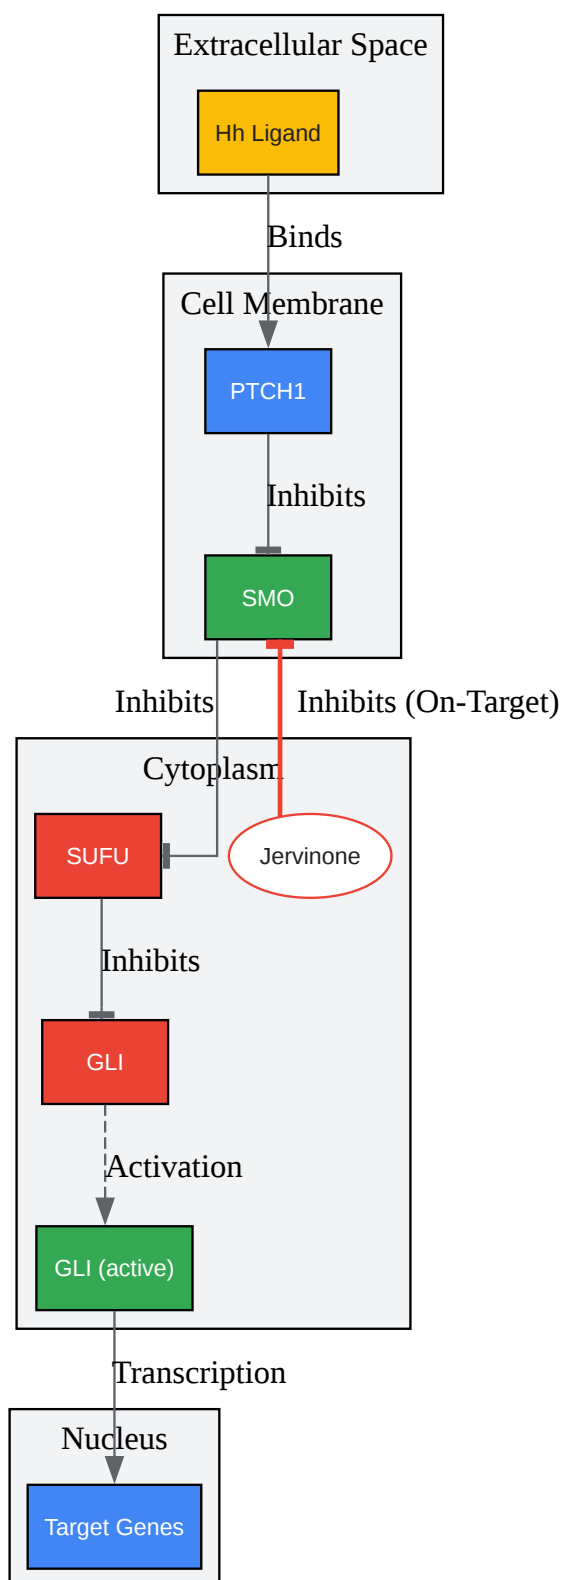 Extracellular Space
Hh Ligand
Binds
Cell Membrane
PTCH1
Inhibits
SMO
Inhibits
Inhibits (On-Target)
Cytoplasm
SUFU
Jervinone
Inhibits
GLI
Activation
GLI (active)
Transcription
Nucleus
Target Genes